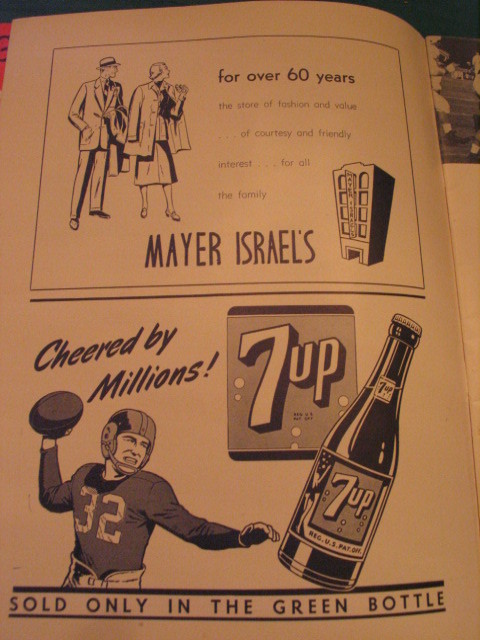 for over 60 years
the store of fashion and value
. . . of courtesy and friendly
interest . . . for all
the family
MAYER ISRAEL'S
MAYER ISRAEL'S
Cheered by
Millions!
7up
REG. U.S.
PAT. OFF.
7up
7up
REG. U.S. PAT. OFF.
32
SOLD ONLY IN THE GREEN BOTTLE